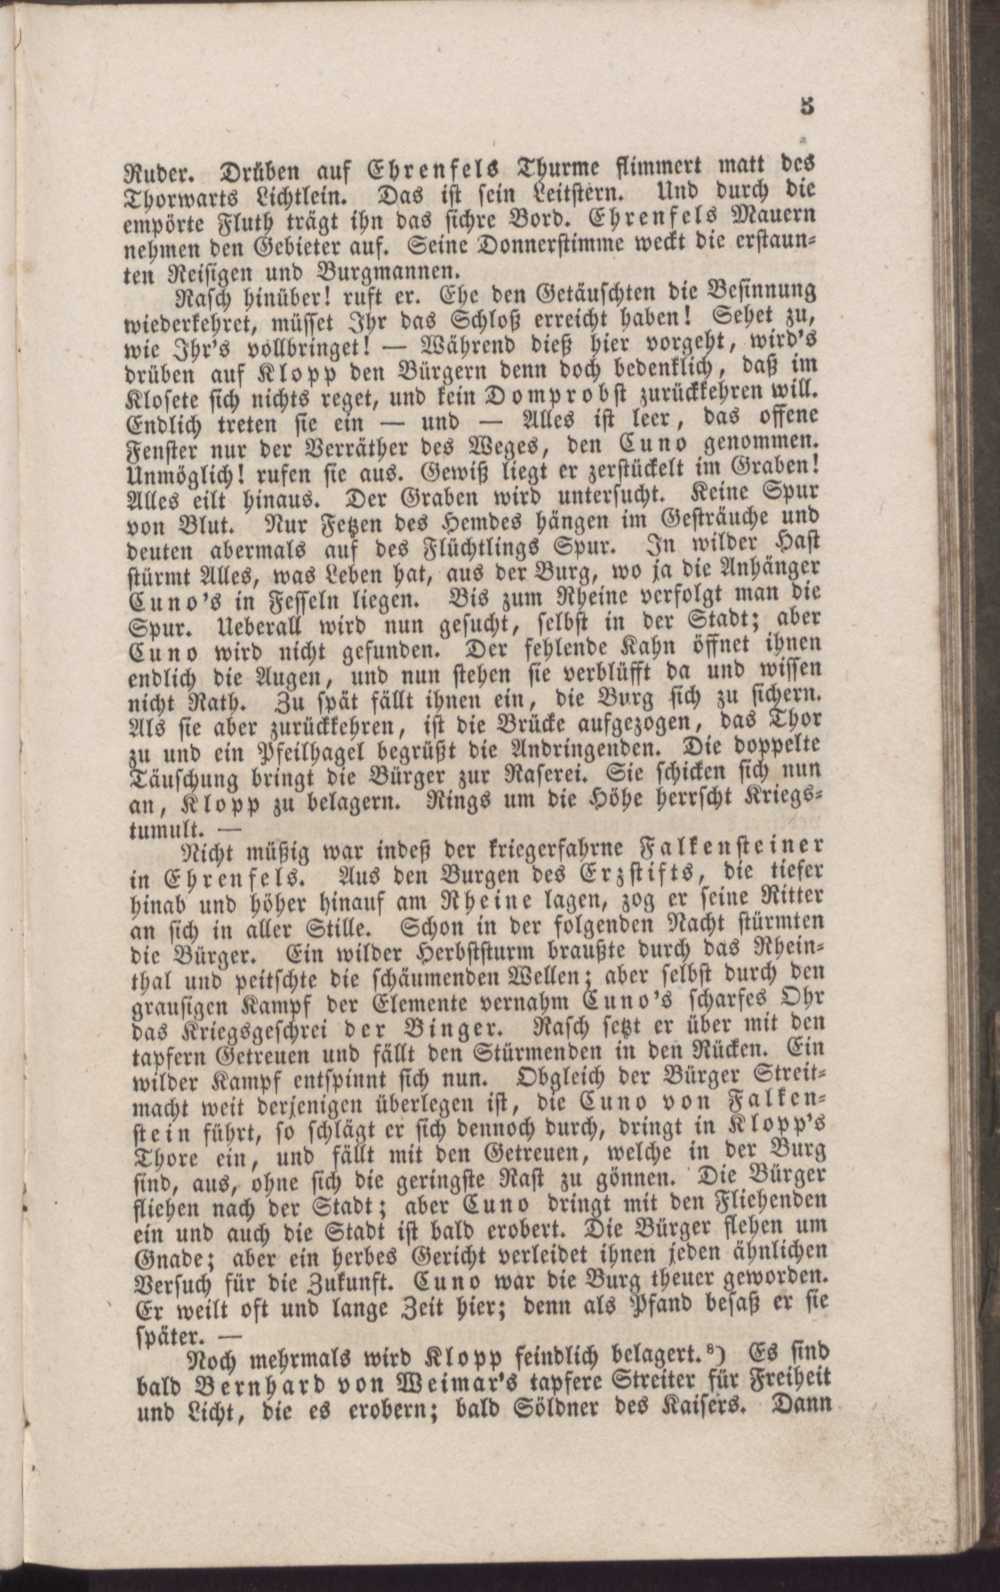 5
Ruder. Drüben auf Ehrenfels Thurme flimmert matt des
Thorwarts Lichtlein. Das ist sein Leitstern. Und durch die
empörte Fluth trägt ihn das sichre Bord. Ehrenfels Mauern
nehmen den Gebieter auf. Seine Donnerstimme weckt die erstaun-
ten Reisigen und Burgmannen.
Rasch hinüber! ruft er. Ehe den Getäuschten die Besinnung
wiederkehret, müsset Ihr das Schloß erreicht haben! Sehet zu,
wie Ihr's vollbringet! — Während dieß hier vorgeht, wird's
drüben auf Klopp den Bürgern denn doch bedenklich, daß im
Klosete sich nichts reget, und kein Domprobst zurückkehren will.
Endlich treten sie ein — und — Alles ist leer, das offene
Fenster nur der Verräther des Weges, den Cuno genommen.
Unmöglich! rufen sie aus. Gewiß liegt er zerstückelt im Graben!
Alles eilt hinaus. Der Graben wird untersucht. Keine Spur
von Blut. Nur Fetzen des Hemdes hängen im Gesträuche und
deuten abermals auf des Flüchtlings Spur. In wilder Hast
stürmt Alles, was Leben hat, aus der Burg, wo ja die Anhänger
Cuno's in Fesseln liegen. Bis zum Rheine verfolgt man die
Spur. Ueberall wird nun gesucht, selbst in der Stadt; aber
Cuno wird nicht gefunden. Der fehlende Kahn öffnet ihnen
endlich die Augen, und nun stehen sie verblüfft da und wissen
nicht Rath. Zu spät fällt ihnen ein, die Burg sich zu sichern.
Als sie aber zurückkehren, ist die Brücke aufgezogen, das Thor
zu und ein Pfeilhagel begrüßt die Andringenden. Die doppelte
Täuschung bringt die Bürger zur Raserei. Sie schicken sich nun
an, Klopp zu belagern. Rings um die Höhe herrscht Kriegs-
tumult. —
Nicht müßig war indeß der kriegerfahrne Falkensteiner
in Ehrenfels. Aus den Burgen des Erzstifts, die tiefer
hinab und höher hinauf am Rheine lagen, zog er seine Ritter
an sich in aller Stille. Schon in der folgenden Nacht stürmten
die Bürger. Ein wilder Herbststurm braußte durch das Rhein-
thal und peitschte die schäumenden Wellen; aber selbst durch den
grausigen Kampf der Elemente vernahm Cuno's scharfes Ohr
das Kriegsgeschrei der Binger. Rasch setzt er über mit den
tapfern Getreuen und fällt den Stürmenden in den Rücken. Ein
wilder Kampf entspinnt sich nun. Obgleich der Bürger Streit-
macht weit derjenigen überlegen ist, die Cuno von Falken-
stein führt, so schlägt er sich dennoch durch, dringt in Klopp's
Thore ein, und fällt mit den Getreuen, welche in der Burg
sind, aus, ohne sich die geringste Rast zu gönnen. Die Bürger
fliehen nach der Stadt; aber Cuno dringt mit den Fliehenden
ein und auch die Stadt ist bald erobert. Die Bürger flehen um
Gnade; aber ein herbes Gericht verleidet ihnen jeden ähnlichen
Versuch für die Zukunft. Cuno war die Burg theuer geworden.
Er weilt oft und lange Zeit hier; denn als Pfand besaß er sie
später. —
Noch mehrmals wird Klopp feindlich belagert.⁸) Es sind
bald Bernhard von Weimar's tapfere Streiter für Freiheit
und Licht, die es erobern; bald Söldner des Kaisers. Dann